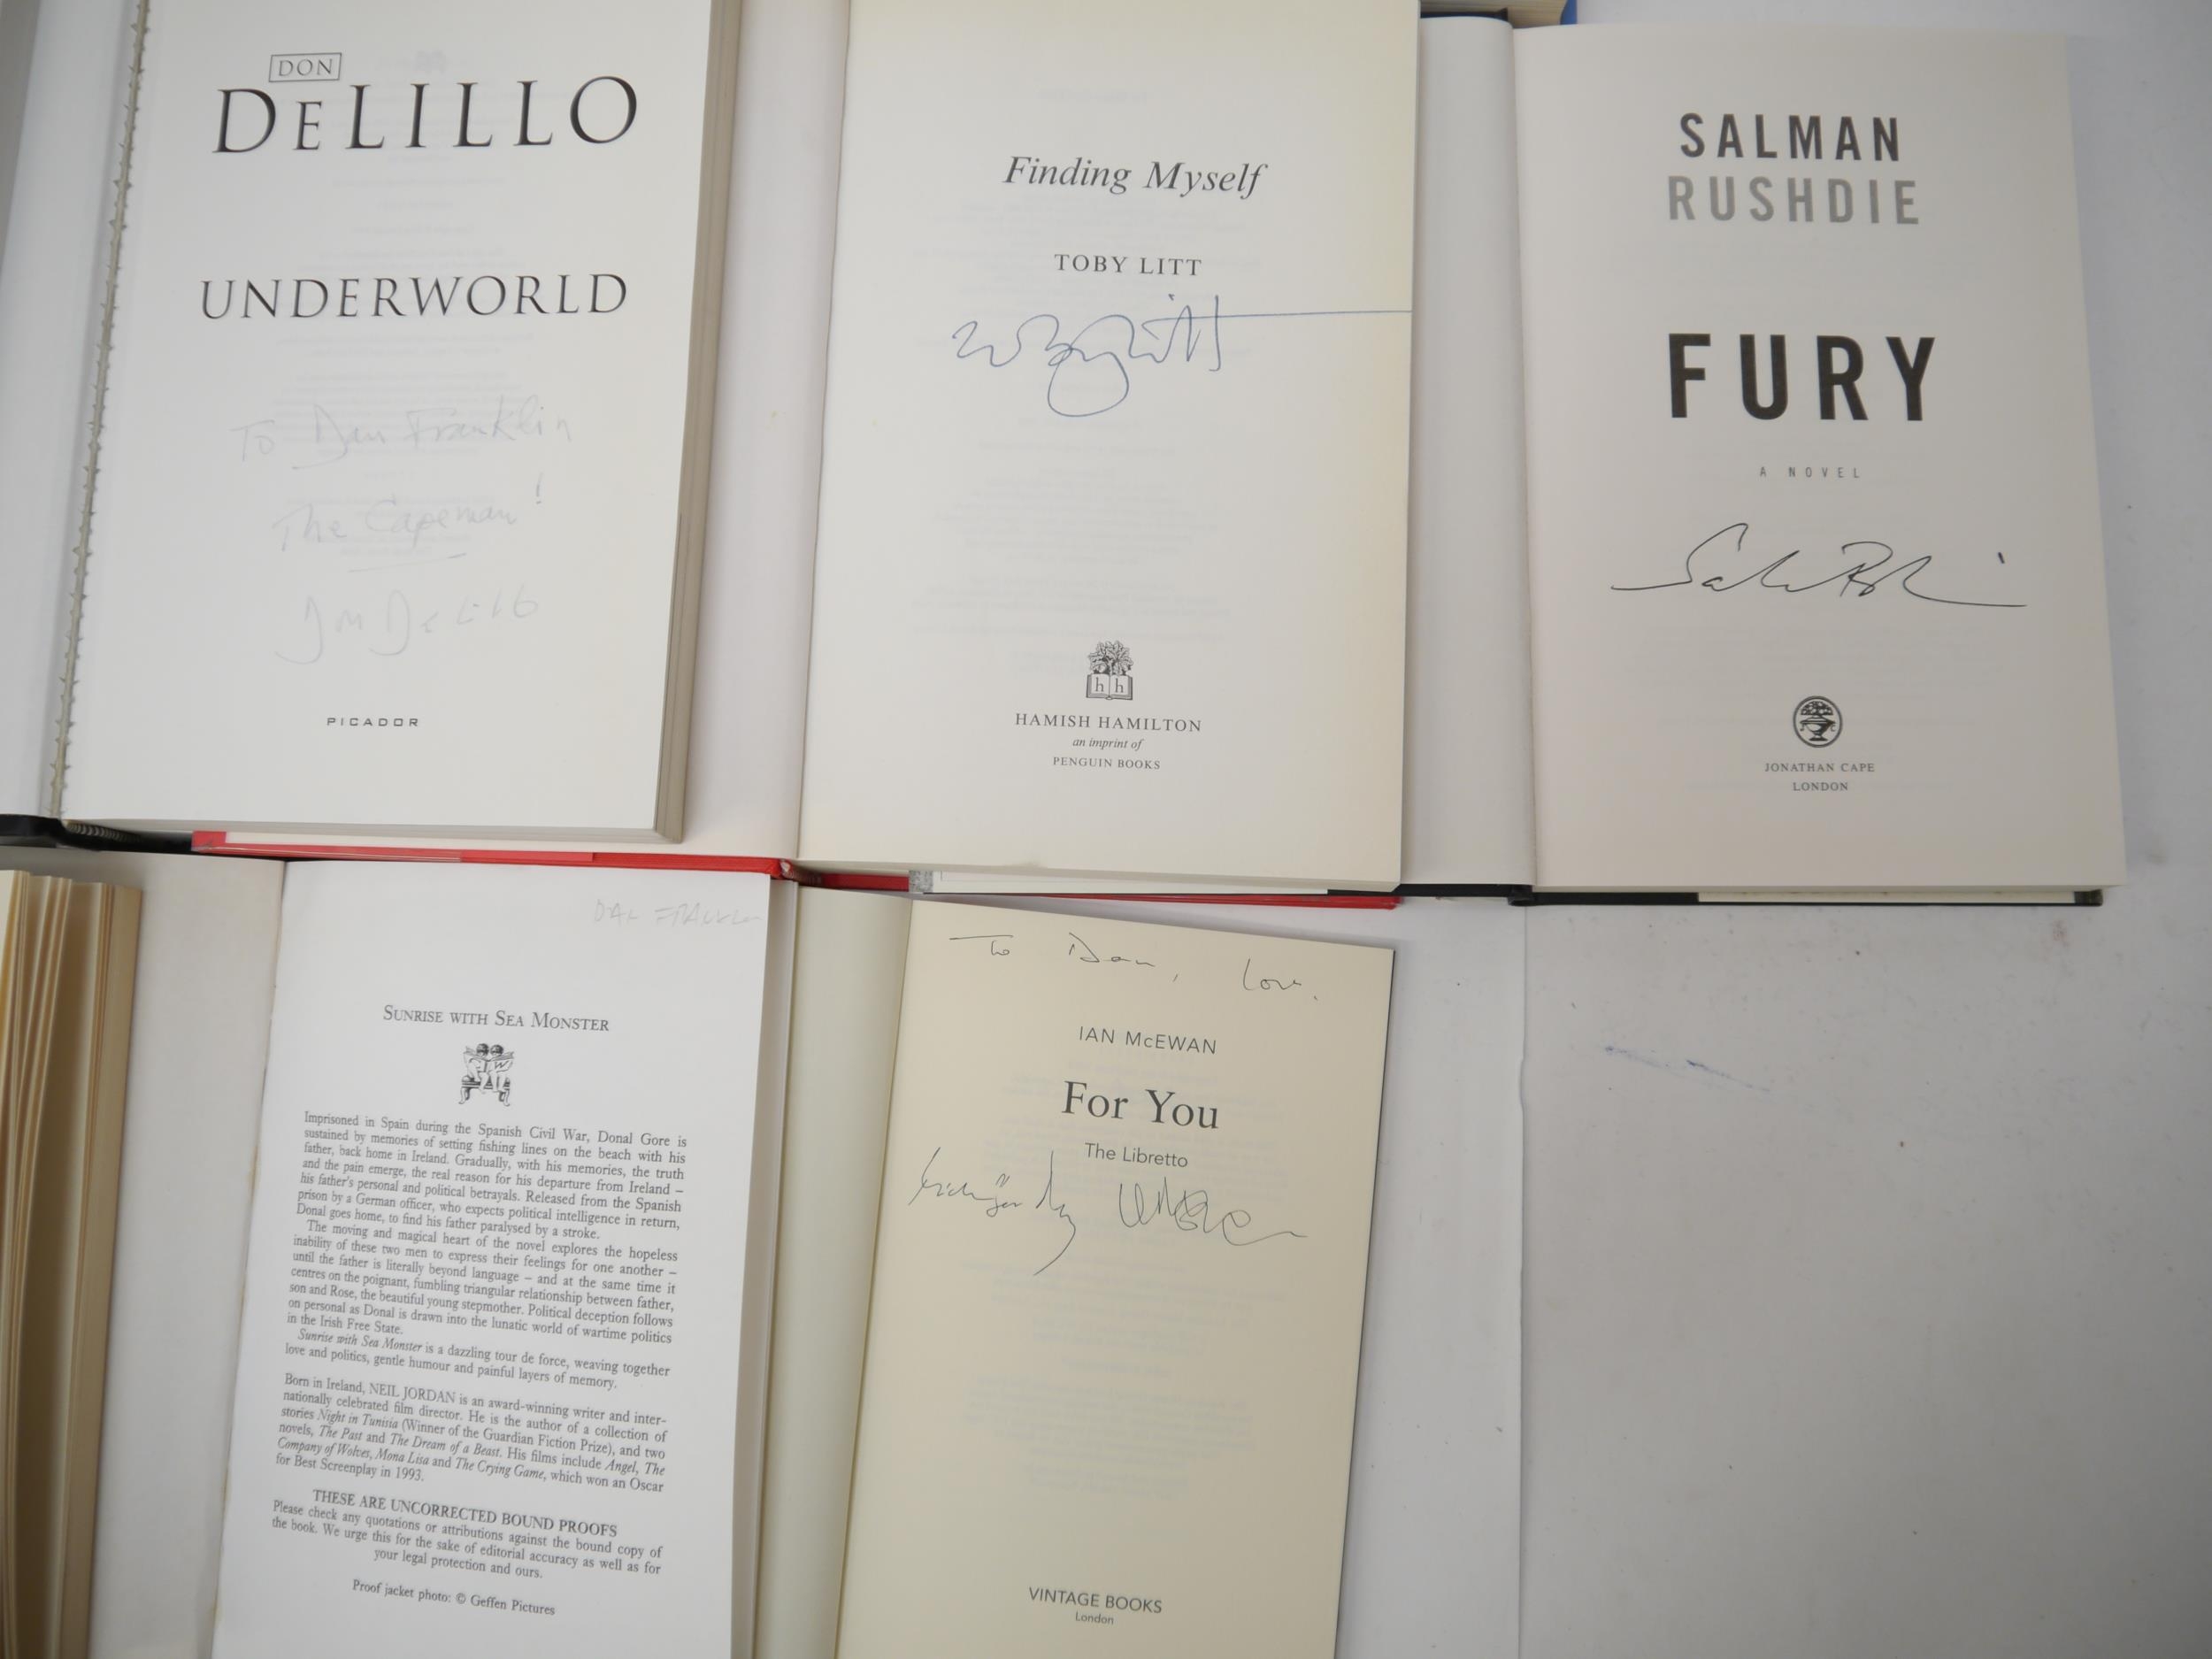 DON
DELILLO
UNDERWORLD
To Dan Franklin
The Capeman!
Don DeLillo
PICADOR
Finding Myself
TOBY LITT
Toby Litt
h h
HAMISH HAMILTON
an imprint of
PENGUIN BOOKS
SALMAN
RUSHDIE
FURY
A NOVEL
JONATHAN CAPE
LONDON
DAN FRANKLIN
SUNRISE WITH SEA MONSTER
Imprisoned in Spain during the Spanish Civil War, Donal Gore is
sustained by memories of setting fishing lines on the beach with his
father, back home in Ireland. Gradually, with his memories, the truth
and the pain emerge, the real reason for his departure from Ireland –
his father's personal and political betrayals. Released from the Spanish
prison by a German officer, who expects political intelligence in return,
Donal goes home, to find his father paralysed by a stroke.
The moving and magical heart of the novel explores the hopeless
inability of these two men to express their feelings for one another –
until the father is literally beyond language – and at the same time it
centres on the poignant, fumbling triangular relationship between father,
son and Rose, the beautiful young stepmother. Political deception follows
on personal as Donal is drawn into the lunatic world of wartime politics
in the Irish Free State.
Sunrise with Sea Monster is a dazzling tour de force, weaving together
love and politics, gentle humour and painful layers of memory.
Born in Ireland, NEIL JORDAN is an award-winning writer and inter-
nationally celebrated film director. He is the author of a collection of
stories Night in Tunisia (Winner of the Guardian Fiction Prize), and two
novels, The Past and The Dream of a Beast. His films include Angel, The
Company of Wolves, Mona Lisa and The Crying Game, which won an Oscar
for Best Screenplay in 1993.
THESE ARE UNCORRECTED BOUND PROOFS
Please check any quotations or attributions against the bound copy of
the book. We urge this for the sake of editorial accuracy as well as for
your legal protection and ours.
Proof jacket photo: © Geffen Pictures
To Dan, love.
IAN McEWAN
For You
The Libretto
VINTAGE BOOKS
London